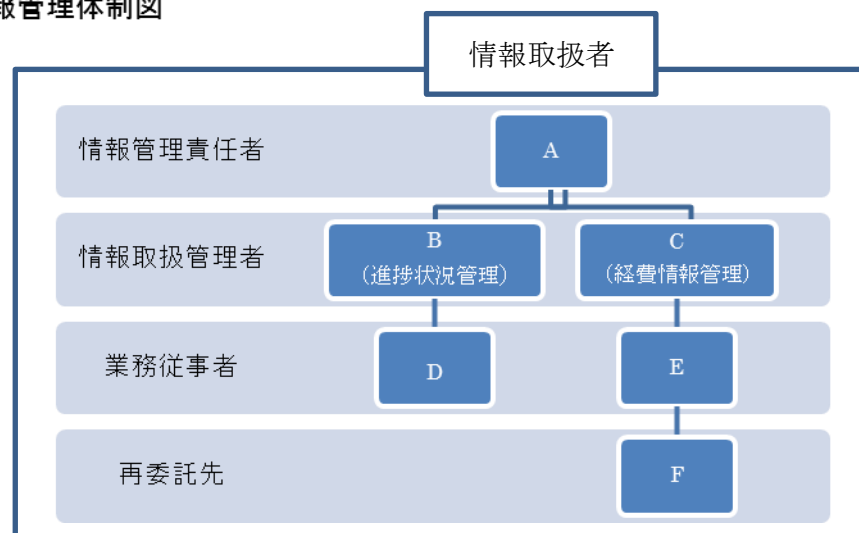 報管理体制図
情報取扱者
情報管理責任者
A
情報取扱管理者
B
(進捗状況管理)
C
(経費情報管理)
業務従事者
D
E
再委託先
F